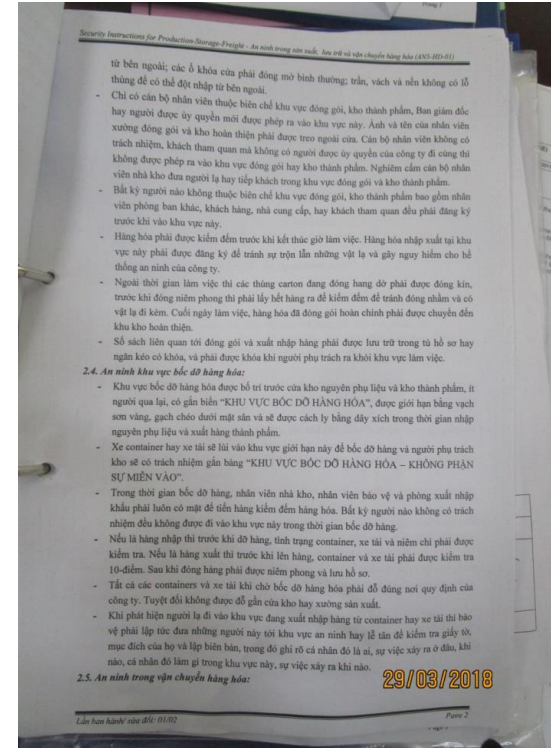 Security Instructions for Production-Storage-Freight - An ninh trong sản xuất, lưu trữ và vận chuyển hàng hóa (ANS-HD-01)
từ bên ngoài; các ổ khóa cửa phải đóng mở bình thường; trần, vách và nền không có lỗ
thủng để có thể đột nhập từ bên ngoài.
- Chỉ có cán bộ nhân viên thuộc biên chế khu vực đóng gói, kho thành phẩm, Ban giám đốc
hay người được ủy quyền mới được phép ra vào khu vực này. Ảnh và tên của nhân viên
xưởng đóng gói và kho hoàn thiện phải được treo ngoài cửa. Cán bộ nhân viên không có
trách nhiệm, khách tham quan mà không có người được ủy quyền của công ty đi cùng thì
không được phép ra vào khu vực đóng gói hay kho thành phẩm. Nghiêm cấm cán bộ nhân
viên nhà kho đưa người lạ hay tiếp khách trong khu vực đóng gói và kho thành phẩm.
- Bất kỳ người nào không thuộc biên chế khu vực đóng gói, kho thành phẩm bao gồm nhân
viên phòng ban khác, khách hàng, nhà cung cấp, hay khách tham quan đều phải đăng ký
trước khi vào khu vực này.
- Hàng hóa phải được kiểm đếm trước khi kết thúc giờ làm việc. Hàng hóa nhập xuất tại khu
vực này phải được đăng ký để tránh sự trộn lẫn những vật lạ và gây nguy hiểm cho hệ
thống an ninh của công ty.
- Ngoài thời gian làm việc thì các thùng carton đang đóng hàng dở phải được đóng kín,
trước khi đóng niêm phong thì phải lấy hết hàng ra để kiểm đếm để tránh đóng nhầm và có
vật lạ đi kèm. Cuối ngày làm việc, hàng hóa đã đóng gói hoàn chỉnh phải được chuyển đến
khu kho hoàn thiện.
- Sổ sách liên quan tới đóng gói và xuất nhập hàng phải được lưu trữ trong tủ hồ sơ hay
ngăn kéo có khóa, và phải được khóa khi người phụ trách ra khỏi khu vực làm việc.
2.4. An ninh khu vực bốc dỡ hàng hóa:
- Khu vực bốc dỡ hàng hóa được bố trí trước cửa kho nguyên phụ liệu và kho thành phẩm, ít
người qua lại, có gắn biển “KHU VỰC BỐC DỠ HÀNG HÓA”, được giới hạn bằng vạch
sơn vàng, gạch chéo dưới mặt sân và sẽ được cách ly bằng dây xích trong thời gian nhập
nguyên phụ liệu và xuất hàng thành phẩm.
- Xe container hay xe tải sẽ lùi vào khu vực giới hạn này để bốc dỡ hàng và người phụ trách
kho sẽ có trách nhiệm gắn bảng “KHU VỰC BỐC DỠ HÀNG HÓA – KHÔNG PHẬN
SỰ MIỄN VÀO”.
- Trong thời gian bốc dỡ hàng, nhân viên nhà kho, nhân viên bảo vệ và phòng xuất nhập
khẩu phải luôn có mặt để tiến hàng kiểm đếm hàng hóa. Bất kỳ người nào không có trách
nhiệm đều không được đi vào khu vực này trong thời gian bốc dỡ hàng.
- Nếu là hàng nhập thì trước khi dỡ hàng, tình trạng container, xe tải và niêm chì phải được
kiểm tra. Nếu là hàng xuất thì trước khi lên hàng, container và xe tải phải được kiểm tra
10-điểm. Sau khi đóng hàng phải được niêm phong và lưu hồ sơ.
- Tất cả các containers và xe tải khi chờ bốc dỡ hàng hóa phải đỗ đúng nơi quy định của
công ty. Tuyệt đối không được đỗ gần cửa kho hay xưởng sản xuất.
- Khi phát hiện người lạ đi vào khu vực đang xuất nhập hàng từ container hay xe tải thì bảo
vệ phải lập tức đưa những người này tới khu vực an ninh hay lễ tân để kiểm tra giấy tờ,
mục đích của họ và lập biên bản, trong đó ghi rõ cá nhân đó là ai, sự việc xảy ra ở đâu, khi
nào, cá nhân đó làm gì trong khu vực này, sự việc xảy ra khi nào.
2.5. An ninh trong vận chuyển hàng hóa:
29/03/2018
Lần ban hành/ sửa đổi: 01/02